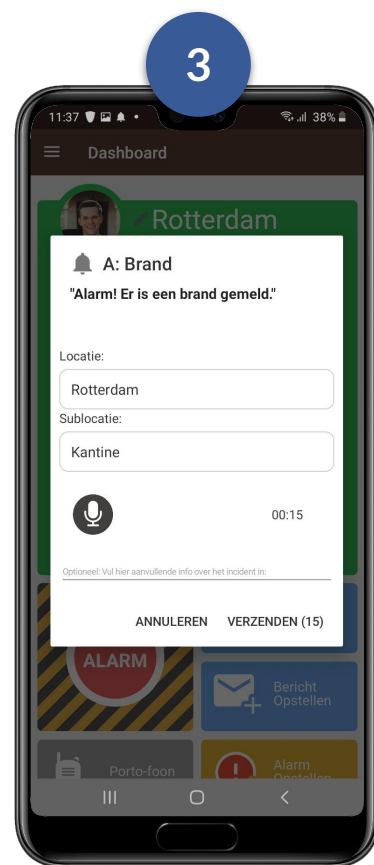 3
11:37
38%
Dashboard
Rotterdam
A: Brand
"Alarm! Er is een brand gemeld."
Locatie:
Rotterdam
Sublocatie:
Kantine
00:15
Optioneel: Vul hier aanvullende info over het incident in:
ANNULEREN VERZENDEN (15)
ALARM
Bericht
Opstellen
Porto-foon
Alarm
Opstellen